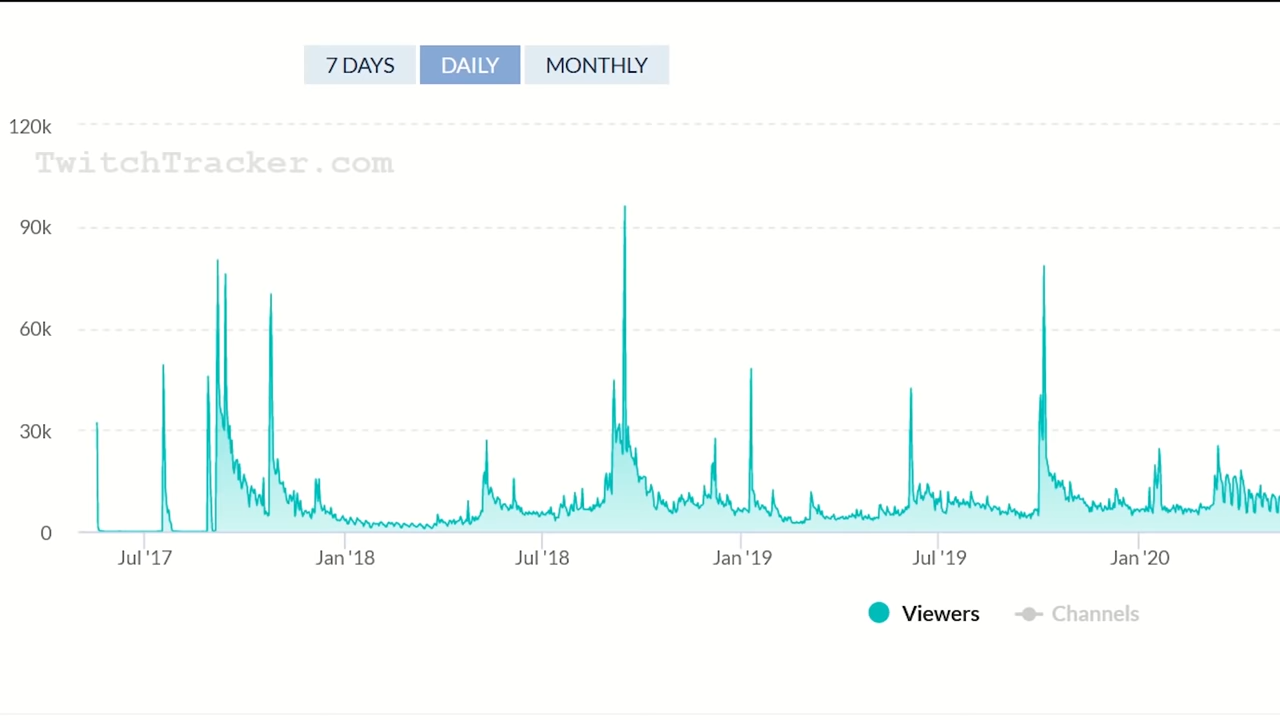 7 DAYS DAILY MONTHLY
120k
TwitchTracker.com
90k
60k
30k
0
Jul '17 Jan '18 Jul '18 Jan '19 Jul '19 Jan '20
Viewers Channels